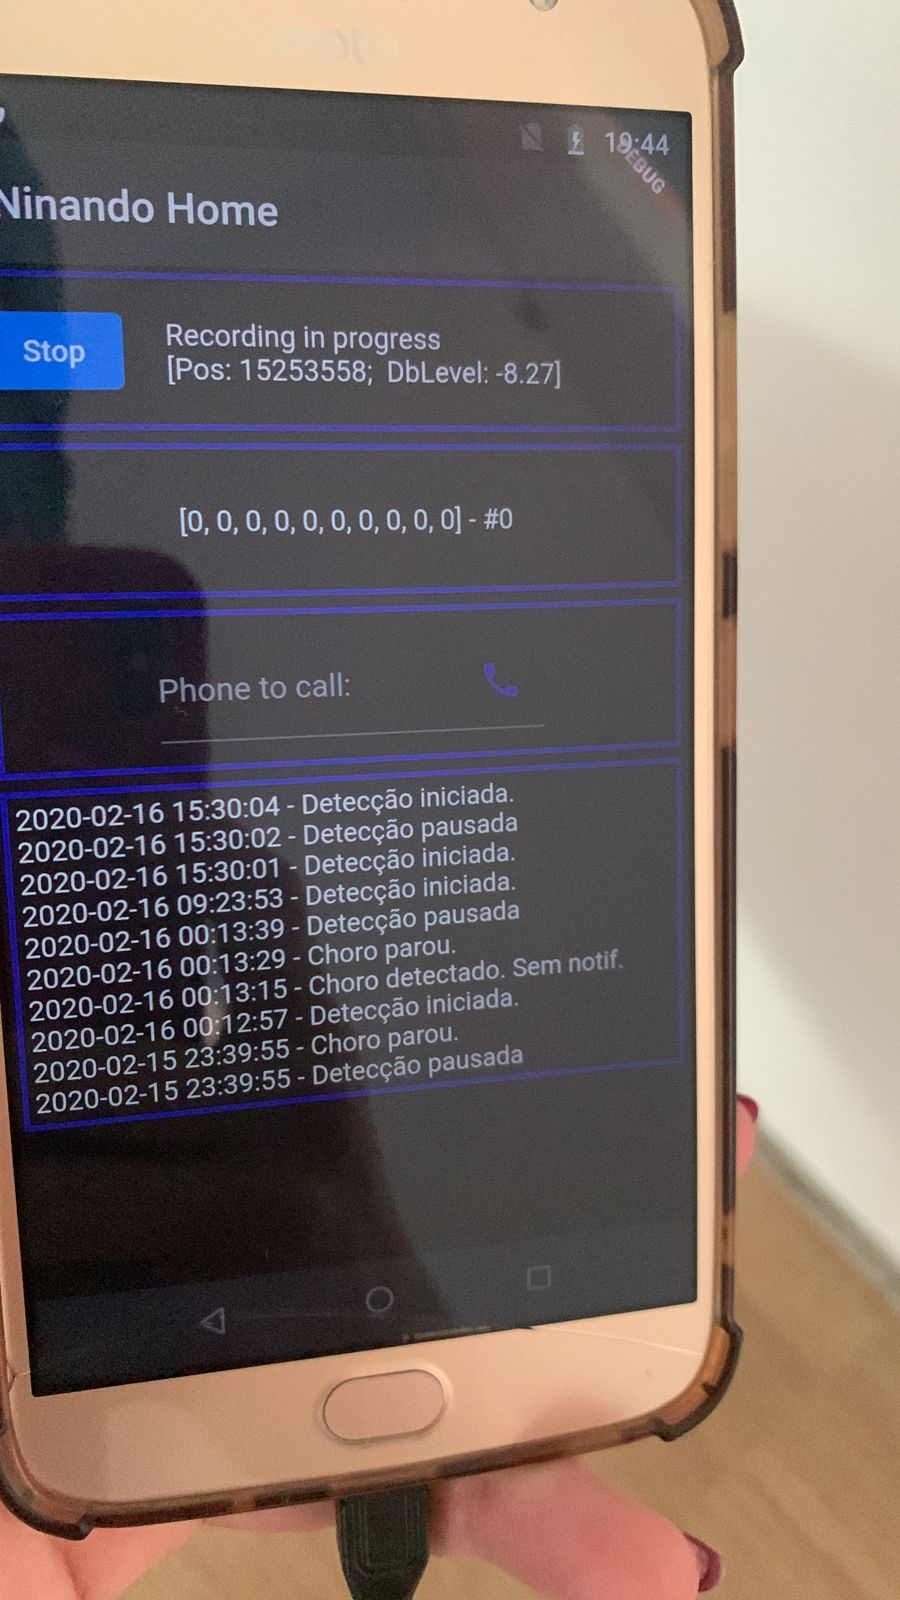 moto
19:44
DEBUG
Ninando Home
Stop
Recording in progress
[Pos: 15253558; DbLevel: -8.27]
[0, 0, 0, 0, 0, 0, 0, 0, 0, 0] - #0
Phone to call:
2020-02-16 15:30:04 - Detecção iniciada.
2020-02-16 15:30:02 - Detecção pausada
2020-02-16 15:30:01 - Detecção iniciada.
2020-02-16 09:23:53 - Detecção iniciada.
2020-02-16 00:13:39 - Detecção pausada
2020-02-16 00:13:29 - Choro parou.
2020-02-16 00:13:15 - Choro detectado. Sem notif.
2020-02-16 00:12:57 - Detecção iniciada.
2020-02-15 23:39:55 - Choro parou.
2020-02-15 23:39:55 - Detecção pausada